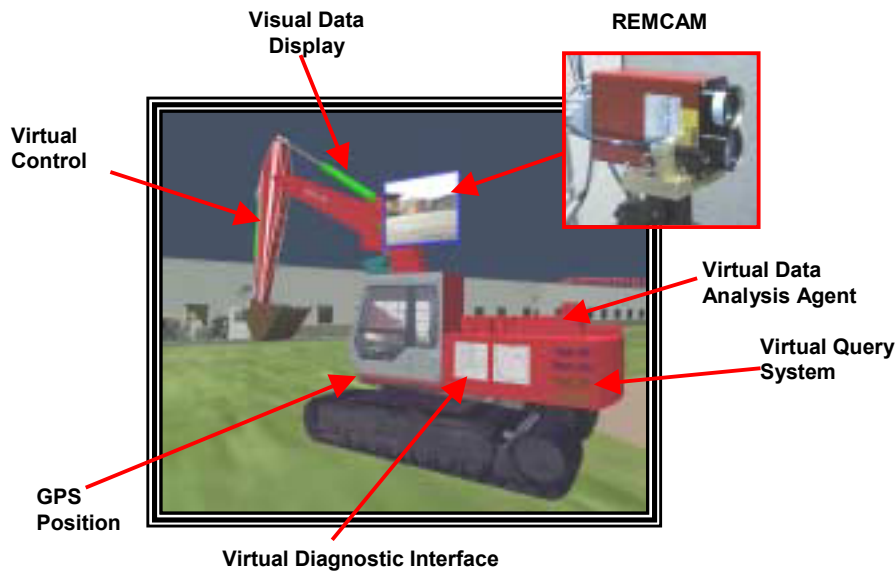 Visual Data
Display
REMCAM
Virtual
Control
Virtual Data
Analysis Agent
Virtual Query
System
GPS
Position
Virtual Diagnostic Interface